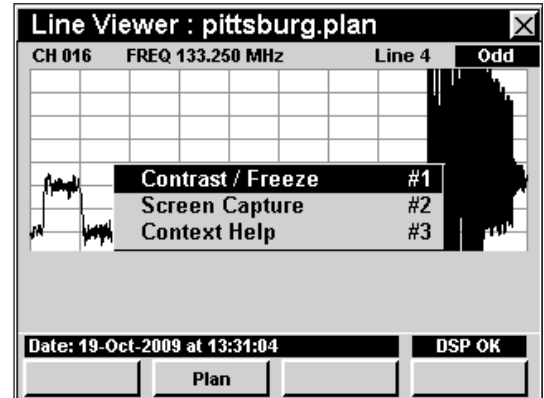 Line Viewer : pittsburg.plan
CH 016 FREQ 133.250 MHz Line 4 Odd
Contrast / Freeze #1
Screen Capture #2
Context Help #3
Date: 19-Oct-2009 at 13:31:04 DSP OK
Plan